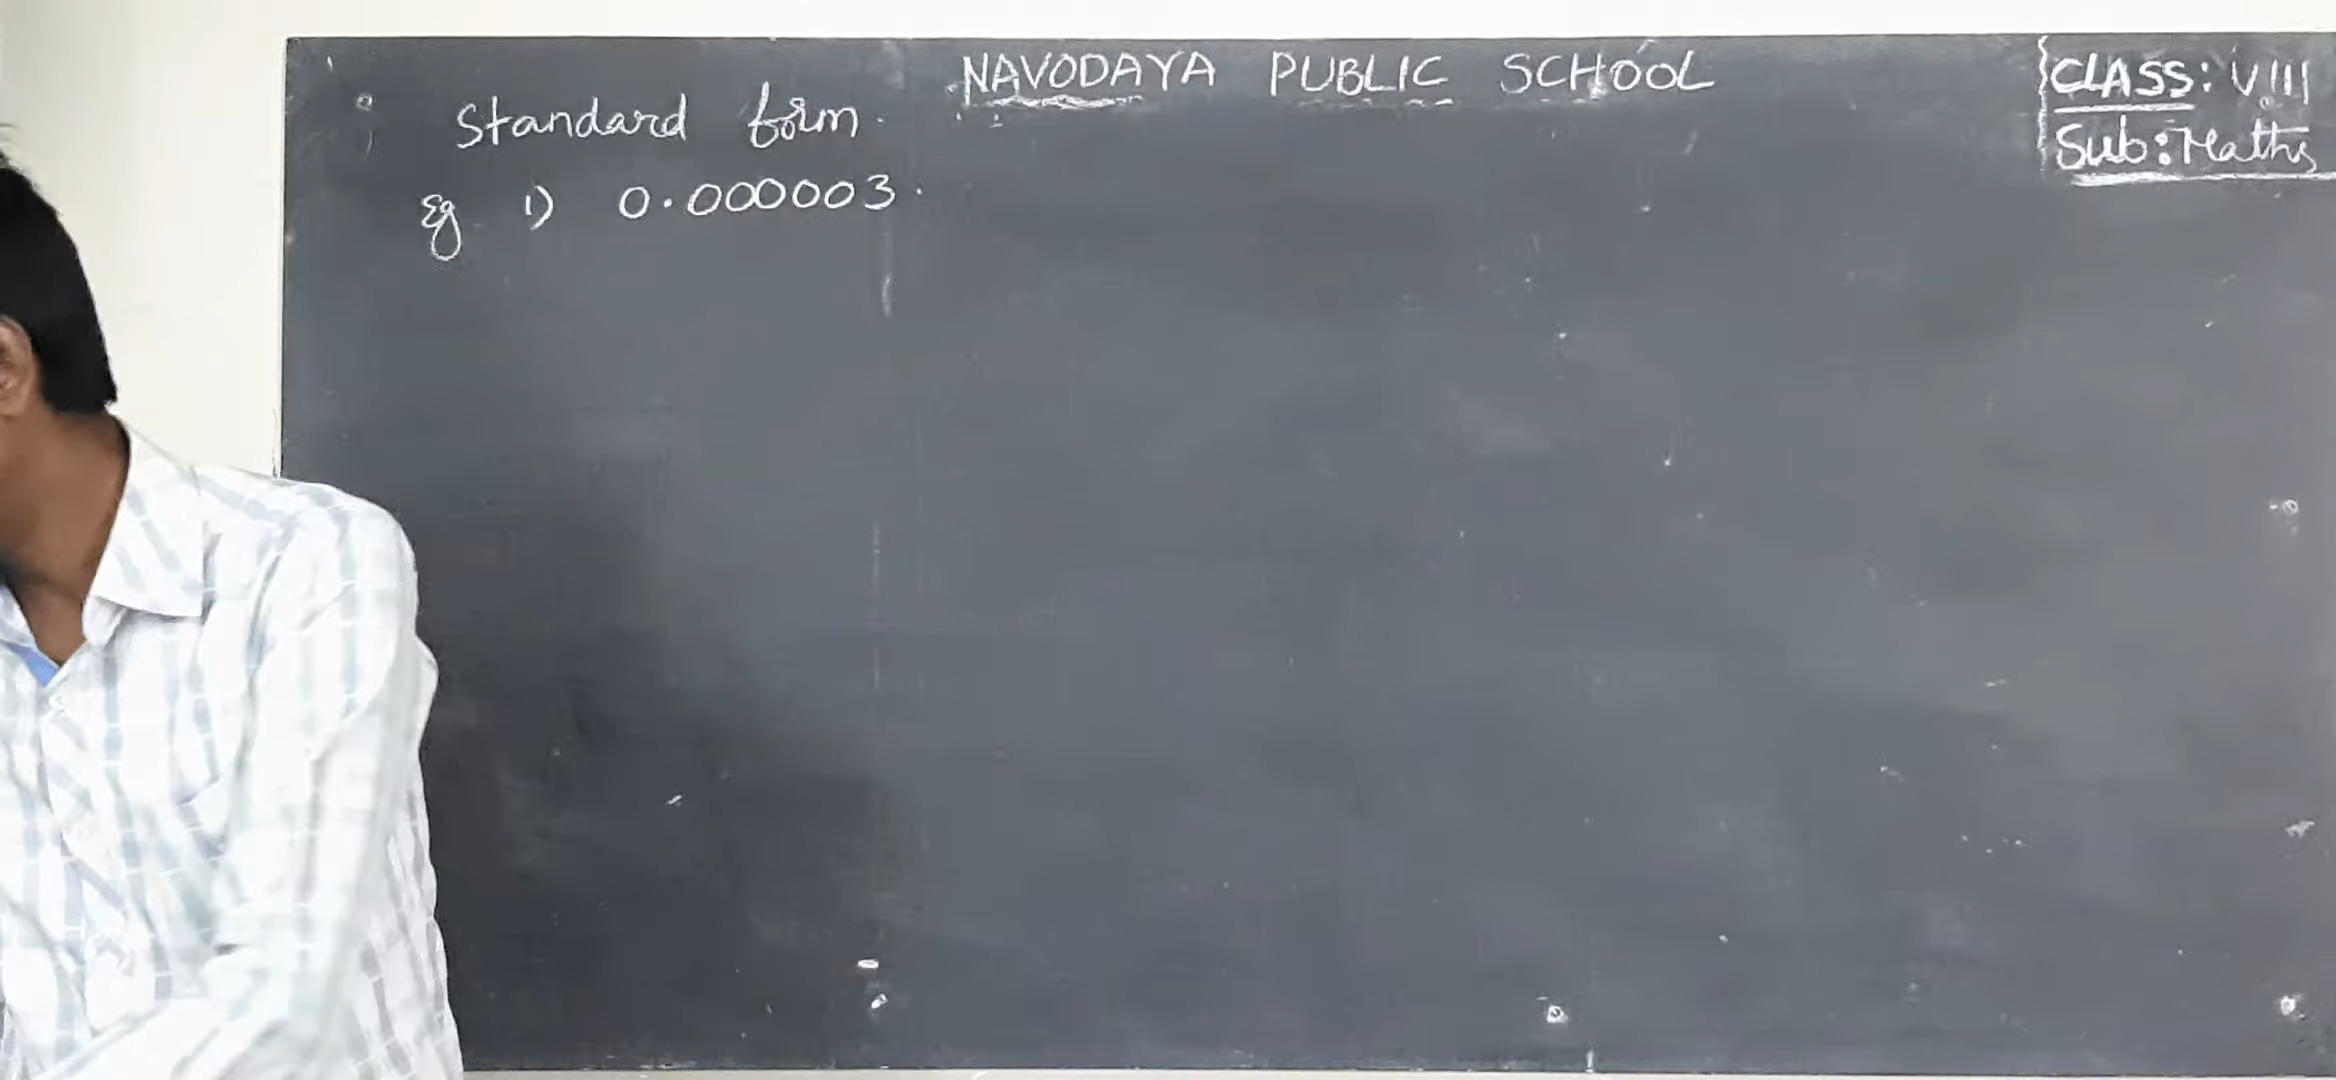 NAVODAYA PUBLIC SCHOOL
CLASS: VIII
Sub: Maths
Standard form.
Eg 1) 0.000003.